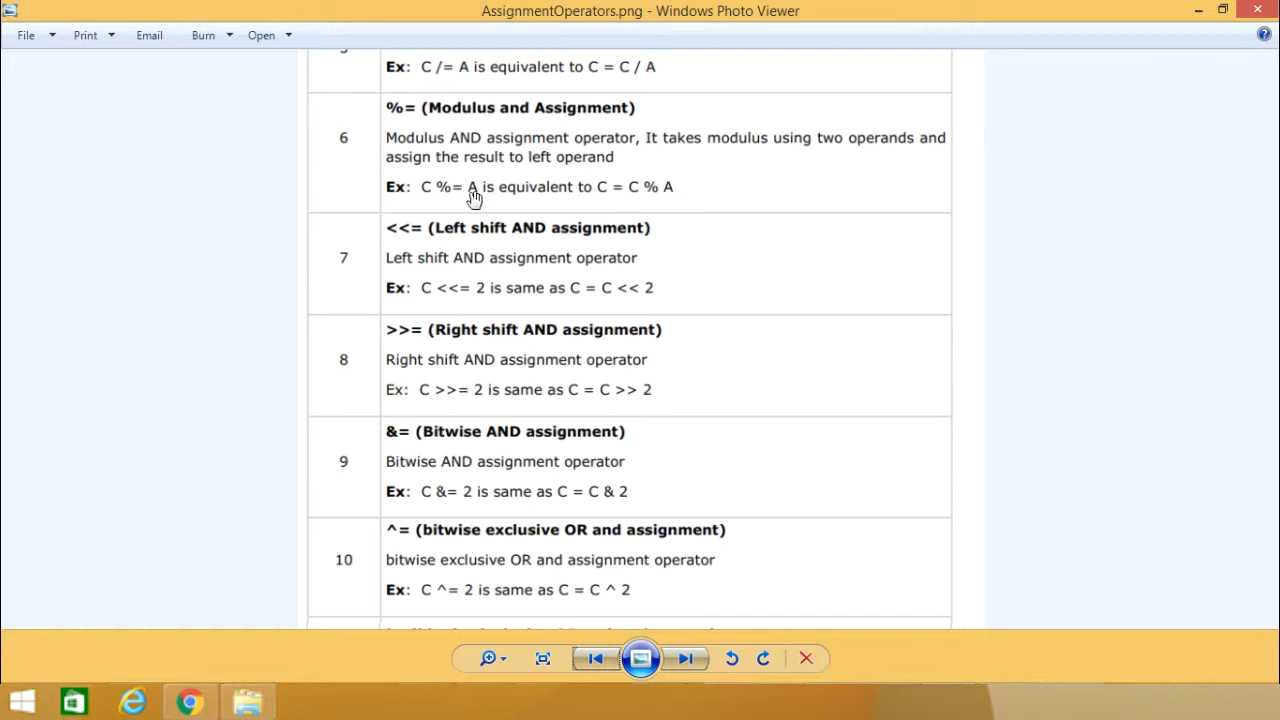 AssignmentOperators.png - Windows Photo Viewer
File Print Email Burn Open
Ex: C /= A is equivalent to C = C / A
%= (Modulus and Assignment)
6
Modulus AND assignment operator, It takes modulus using two operands and
assign the result to left operand
Ex: C %= A is equivalent to C = C % A
<<= (Left shift AND assignment)
7
Left shift AND assignment operator
Ex: C <<= 2 is same as C = C << 2
>>= (Right shift AND assignment)
8
Right shift AND assignment operator
Ex: C >>= 2 is same as C = C >> 2
&= (Bitwise AND assignment)
9
Bitwise AND assignment operator
Ex: C &= 2 is same as C = C & 2
^= (bitwise exclusive OR and assignment)
10
bitwise exclusive OR and assignment operator
Ex: C ^= 2 is same as C = C ^ 2